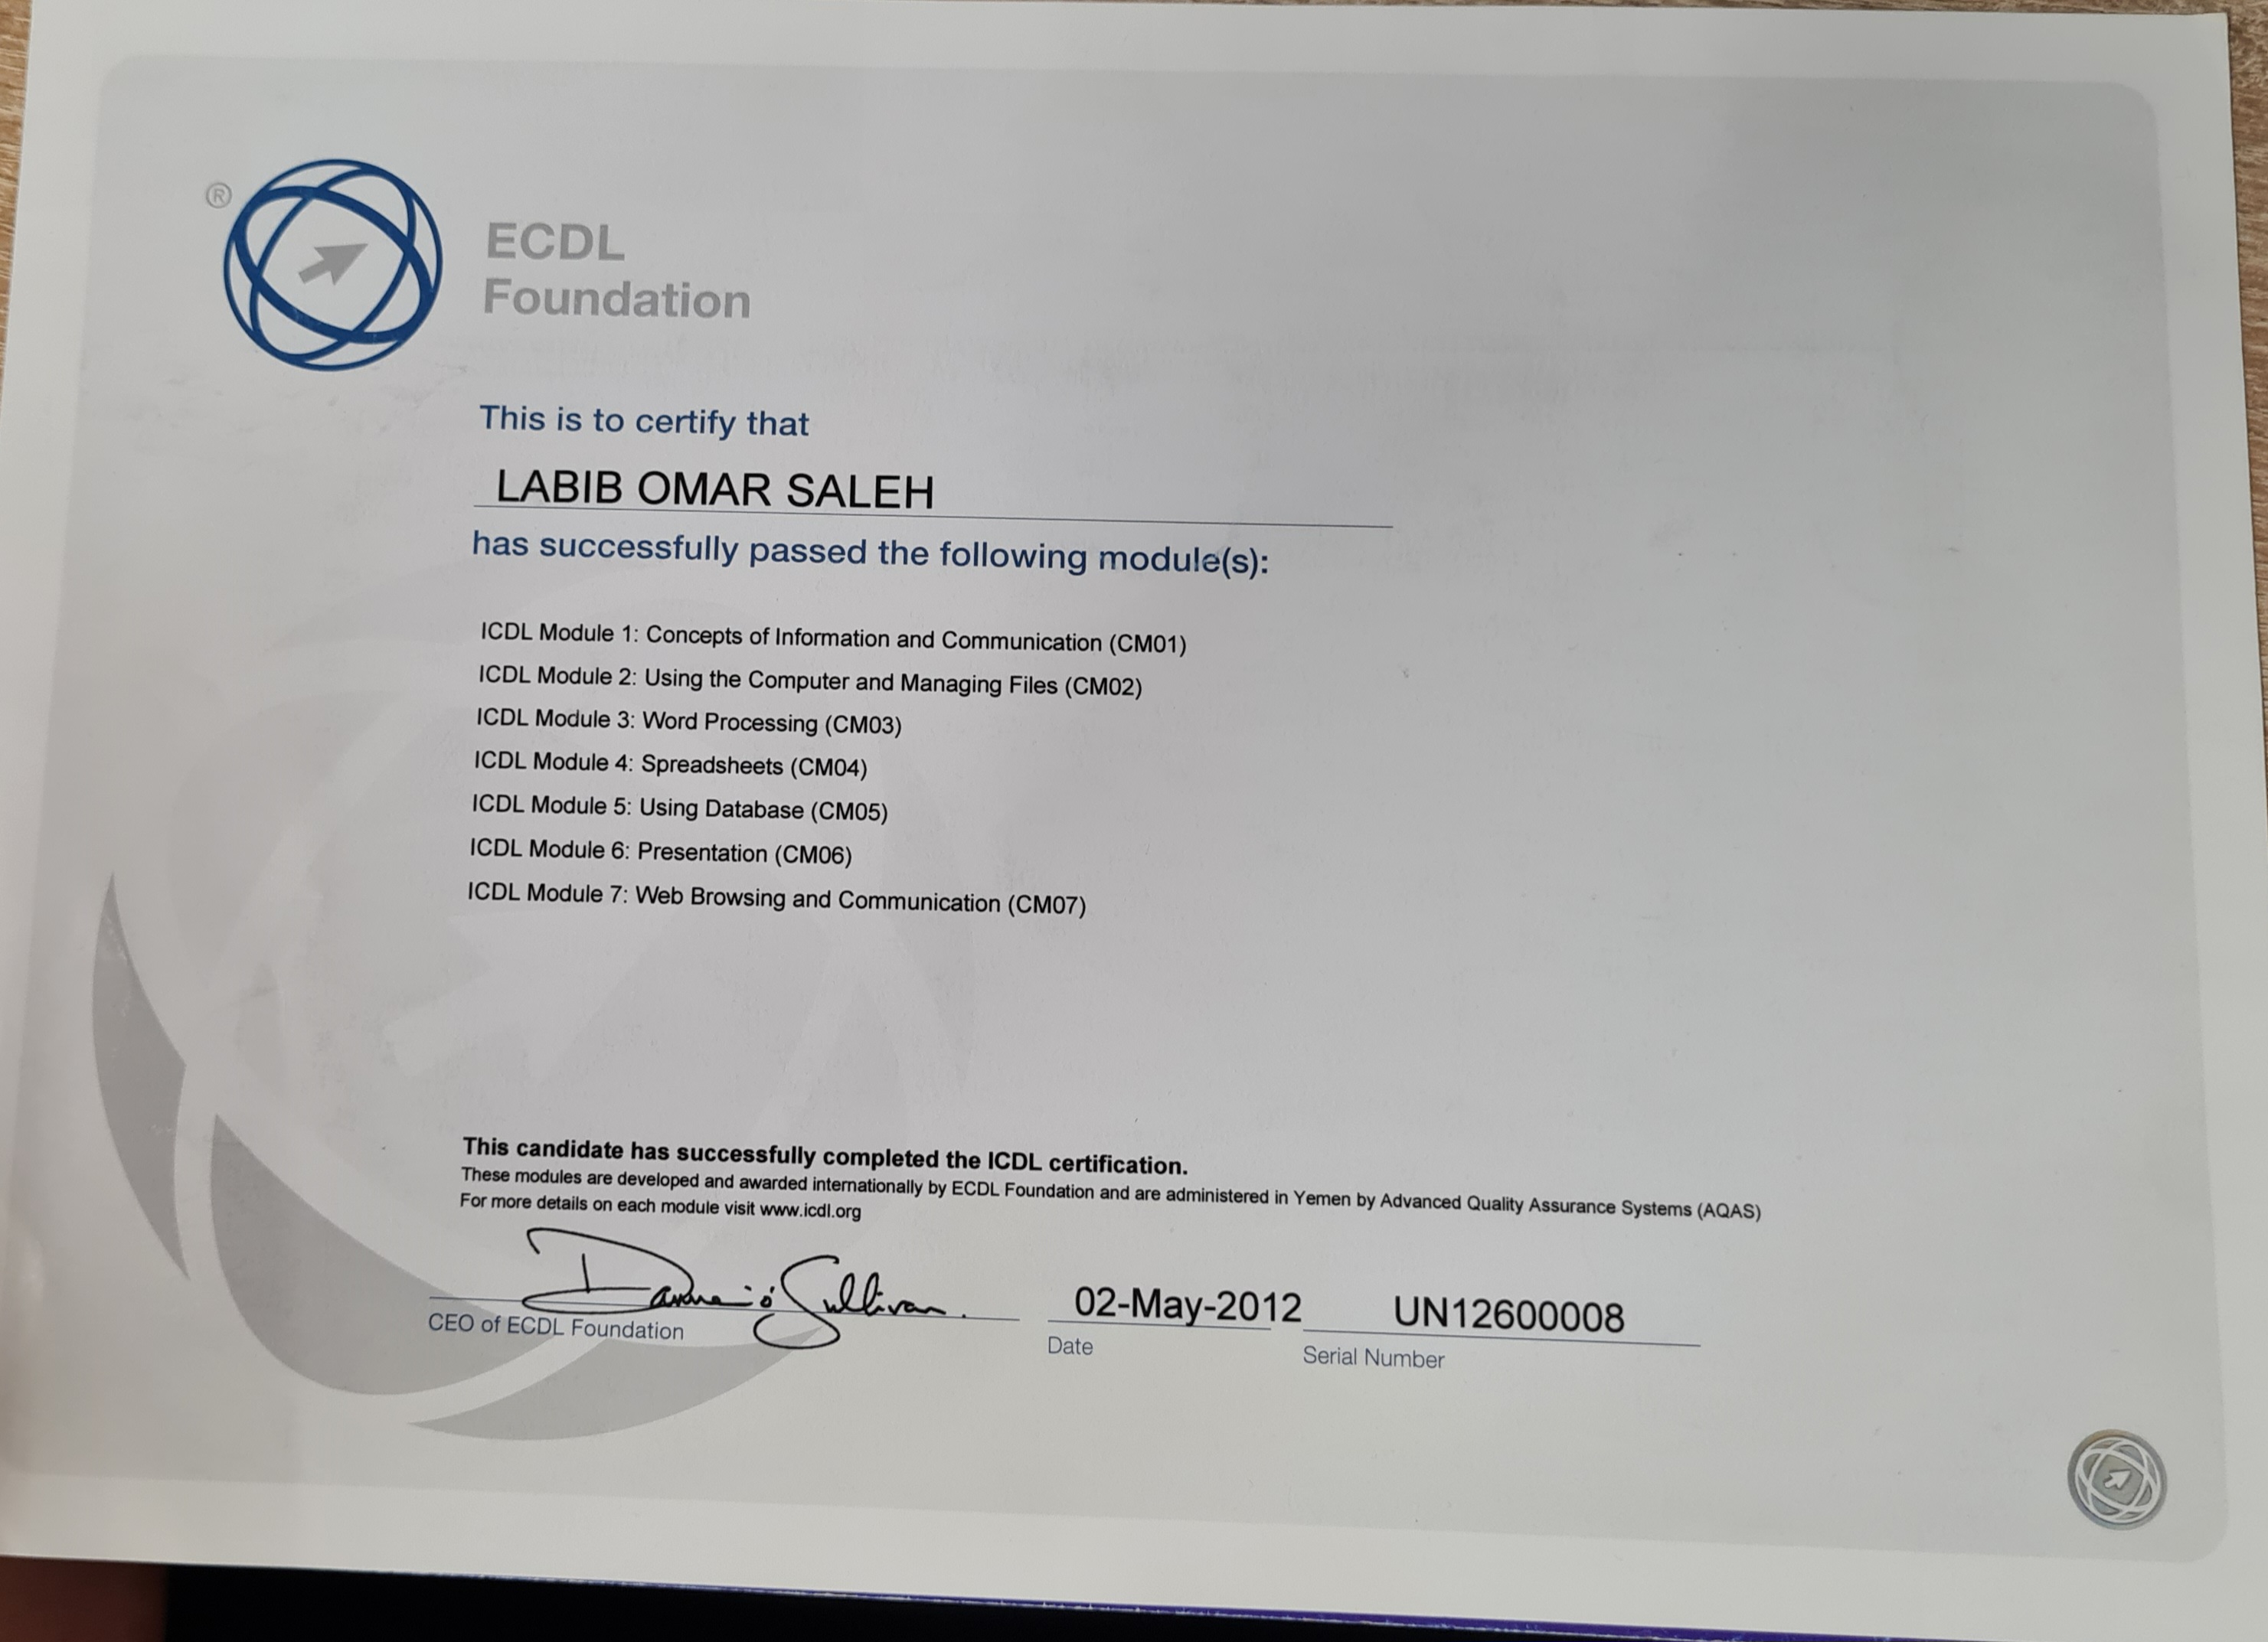 ®
ECDL
Foundation
This is to certify that
LABIB OMAR SALEH
has successfully passed the following module(s):
ICDL Module 1: Concepts of Information and Communication (CM01)
ICDL Module 2: Using the Computer and Managing Files (CM02)
ICDL Module 3: Word Processing (CM03)
ICDL Module 4: Spreadsheets (CM04)
ICDL Module 5: Using Database (CM05)
ICDL Module 6: Presentation (CM06)
ICDL Module 7: Web Browsing and Communication (CM07)
This candidate has successfully completed the ICDL certification.
These modules are developed and awarded internationally by ECDL Foundation and are administered in Yemen by Advanced Quality Assurance Systems (AQAS)
For more details on each module visit www.icdl.org
02-May-2012 UN12600008
CEO of ECDL Foundation Date Serial Number